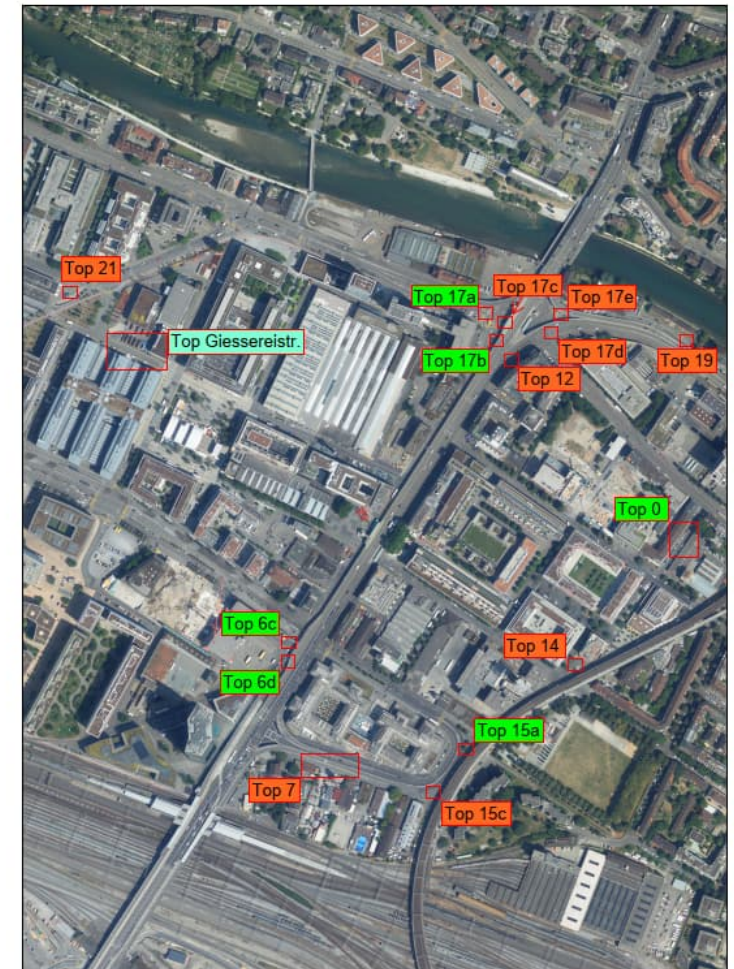 Top 21
Top 17a
Top 17c
Top 17e
Top Giessereistr.
Top 17b
Top 17d
Top 19
Top 12
Top 0
Top 6c
Top 14
Top 6d
Top 15a
Top 7
Top 15c